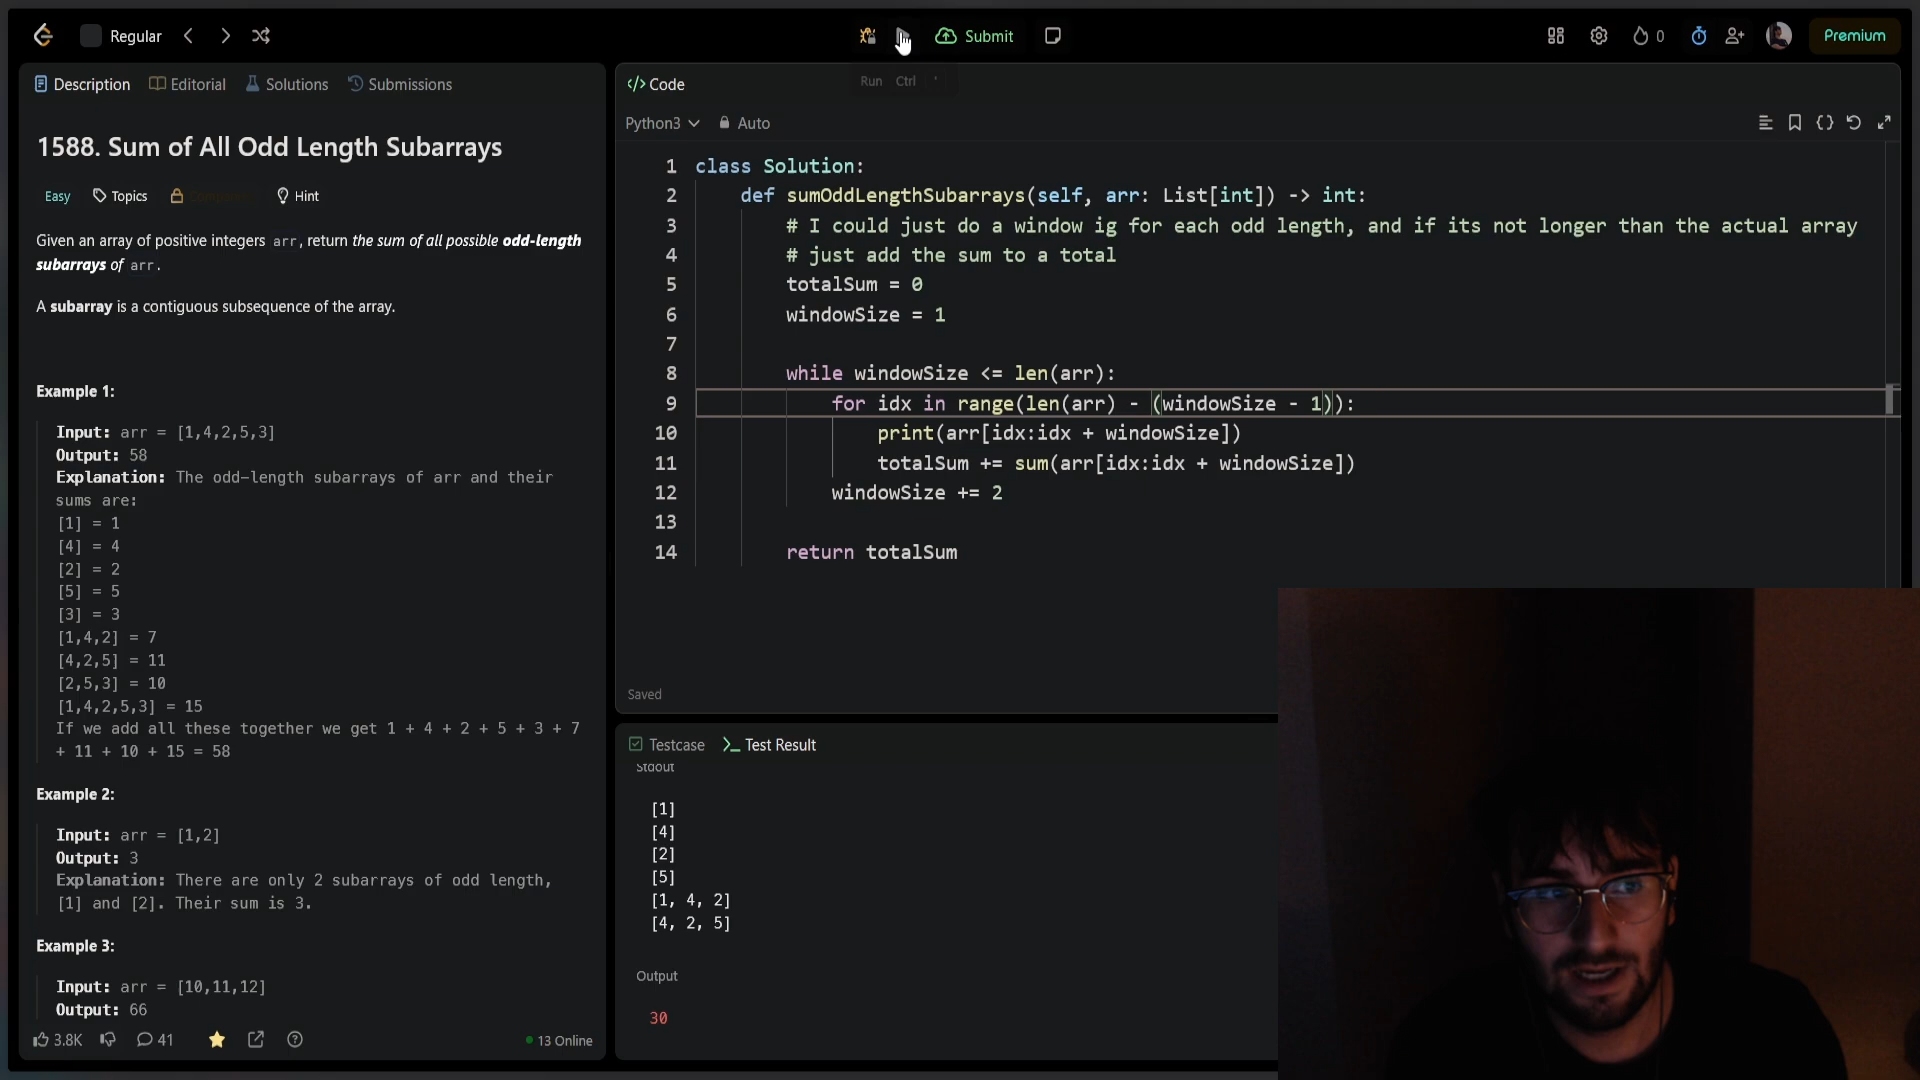 Regular
Submit
0
Premium
Run Ctrl '
Description Editorial Solutions Submissions
1588. Sum of All Odd Length Subarrays
Easy Topics Hint
Given an array of positive integers arr, return the sum of all possible odd-length
subarrays of arr.
A subarray is a contiguous subsequence of the array.
Example 1:
Input: arr = [1,4,2,5,3]
Output: 58
Explanation: The odd-length subarrays of arr and their
sums are:
[1] = 1
[4] = 4
[2] = 2
[5] = 5
[3] = 3
[1,4,2] = 7
[4,2,5] = 11
[2,5,3] = 10
[1,4,2,5,3] = 15
If we add all these together we get 1 + 4 + 2 + 5 + 3 + 7
+ 11 + 10 + 15 = 58
Example 2:
Input: arr = [1,2]
Output: 3
Explanation: There are only 2 subarrays of odd length,
[1] and [2]. Their sum is 3.
Example 3:
Input: arr = [10,11,12]
Output: 66
3.8K 41 13 Online
</> Code
Python3 Auto
1 class Solution:
2 def sumOddLengthSubarrays(self, arr: List[int]) -> int:
3 # I could just do a window ig for each odd length, and if its not longer than the actual array
4 # just add the sum to a total
5 totalSum = 0
6 windowSize = 1
7
8 while windowSize <= len(arr):
9 for idx in range(len(arr) - (windowSize - 1)):
10 print(arr[idx:idx + windowSize])
11 totalSum += sum(arr[idx:idx + windowSize])
12 windowSize += 2
13
14 return totalSum
Saved
Testcase >_ Test Result
Stdout
[1]
[4]
[2]
[5]
[1, 4, 2]
[4, 2, 5]
Output
30